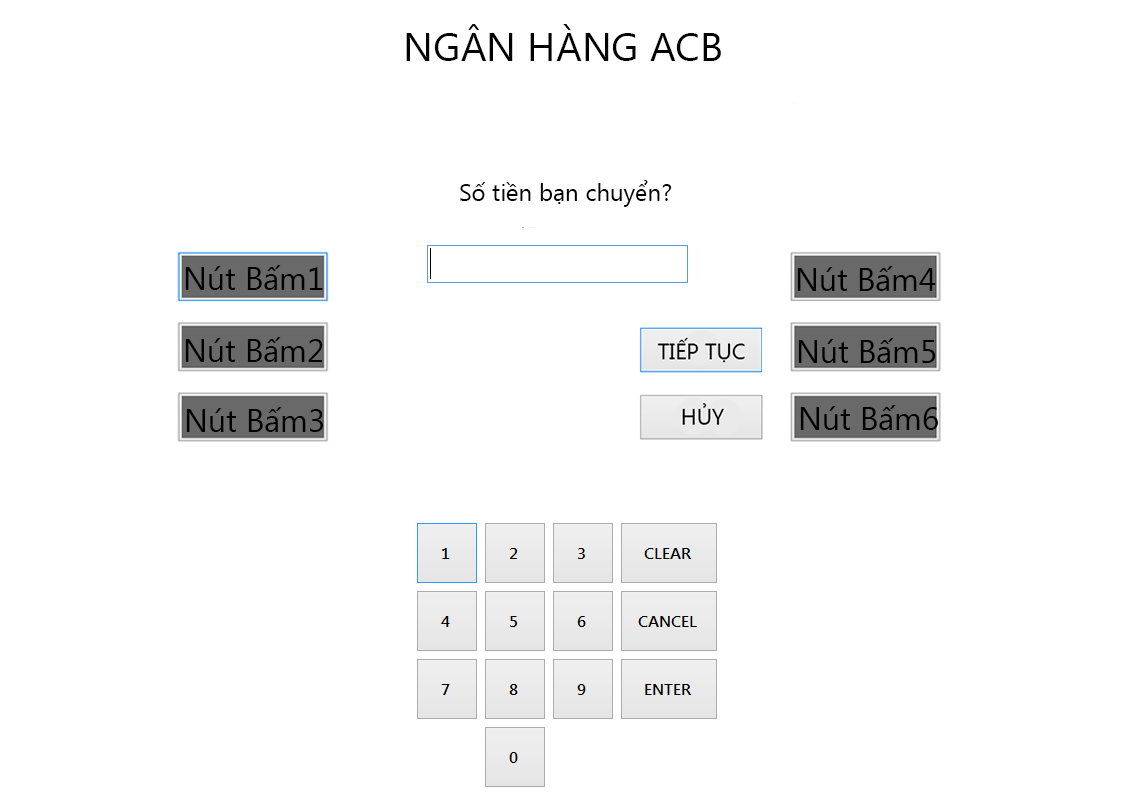 NGÂN HÀNG ACB
Số tiền bạn chuyển?
Nút Bấm1
Nút Bấm4
Nút Bấm2
TIẾP TỤC
Nút Bấm5
Nút Bấm3
HỦY
Nút Bấm6
1 2 3 CLEAR
4 5 6 CANCEL
7 8 9 ENTER
0